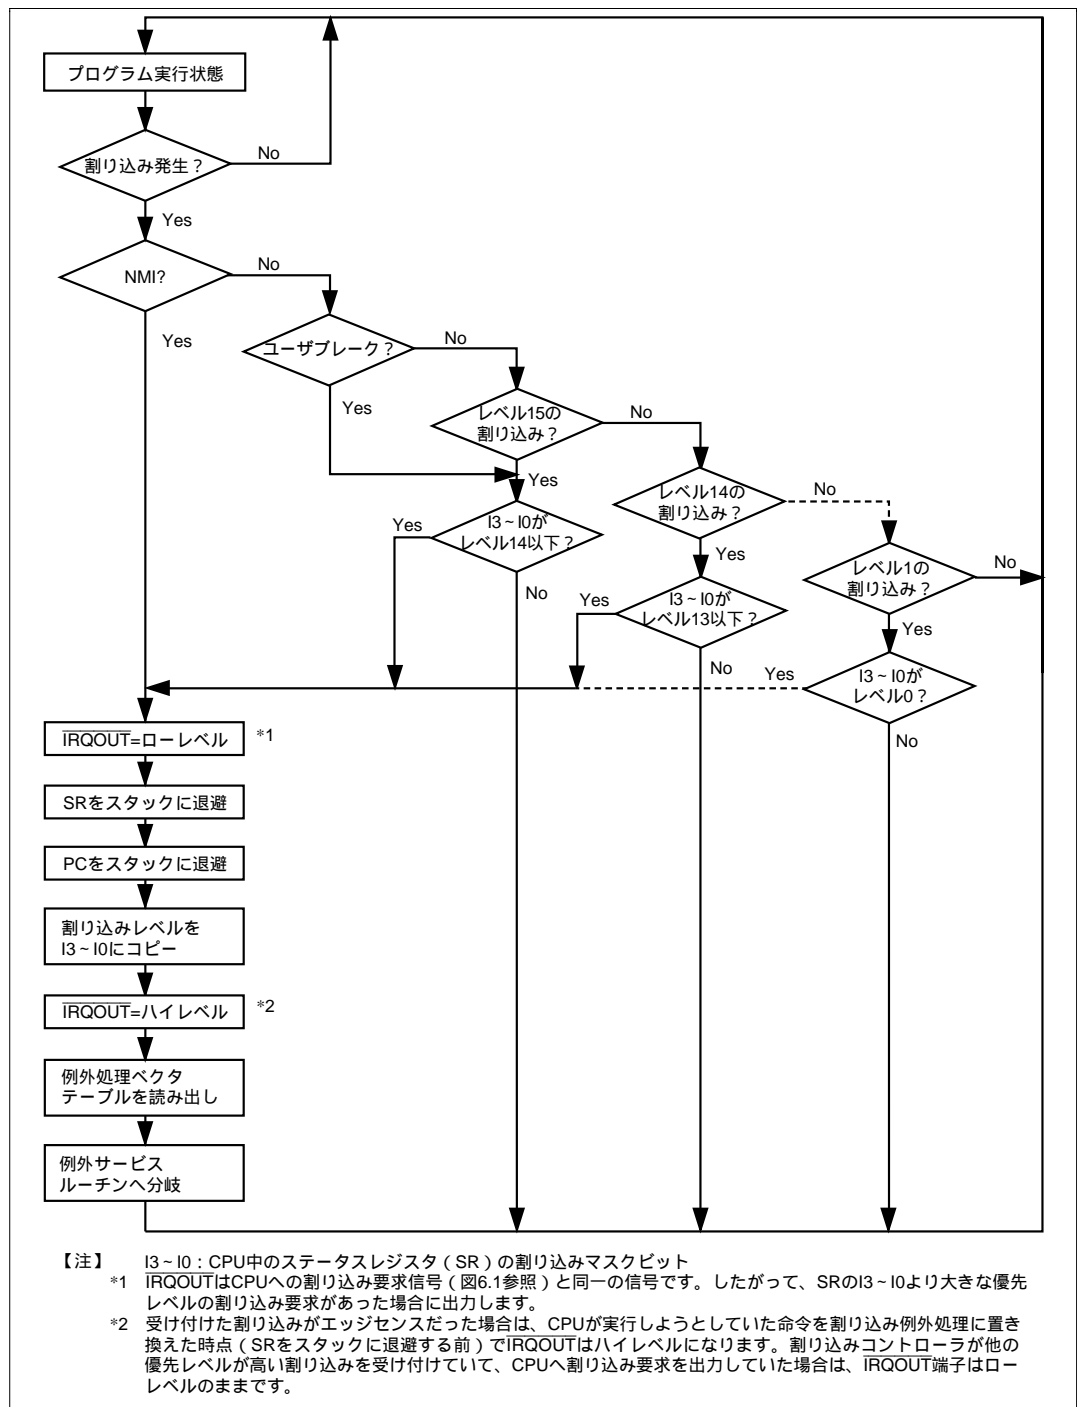 プログラム実行状態
割り込み発生？
No
Yes
NMI?
No
Yes
ユーザブレーク？
No
Yes
レベル15の
割り込み？
No
Yes
レベル14の
割り込み？
No
Yes
I3～I0が
レベル14以下？
Yes
No
レベル1の
割り込み？
No
Yes
I3～I0が
レベル13以下？
Yes
No
I3～I0が
レベル0？
Yes
No
IRQOUT=ローレベル *1
SRをスタックに退避
PCをスタックに退避
割り込みレベルを
I3～I0にコピー
IRQOUT=ハイレベル *2
例外処理ベクタ
テーブルを読み出し
例外サービス
ルーチンへ分岐
【注】 I3～I0：CPU中のステータスレジスタ（SR）の割り込みマスクビット
*1 IRQOUTはCPUへの割り込み要求信号（図6.1参照）と同一の信号です。したがって、SRのI3～I0より大きな優先
レベルの割り込み要求があった場合に出力します。
*2 受け付けた割り込みがエッジセンスだった場合は、CPUが実行しようとしていた命令を割り込み例外処理に置き
換えた時点（SRをスタックに退避する前）でIRQOUTはハイレベルになります。割り込みコントローラが他の
優先レベルが高い割り込みを受け付けていて、CPUへ割り込み要求を出力していた場合は、IRQOUT端子はロー
レベルのままです。